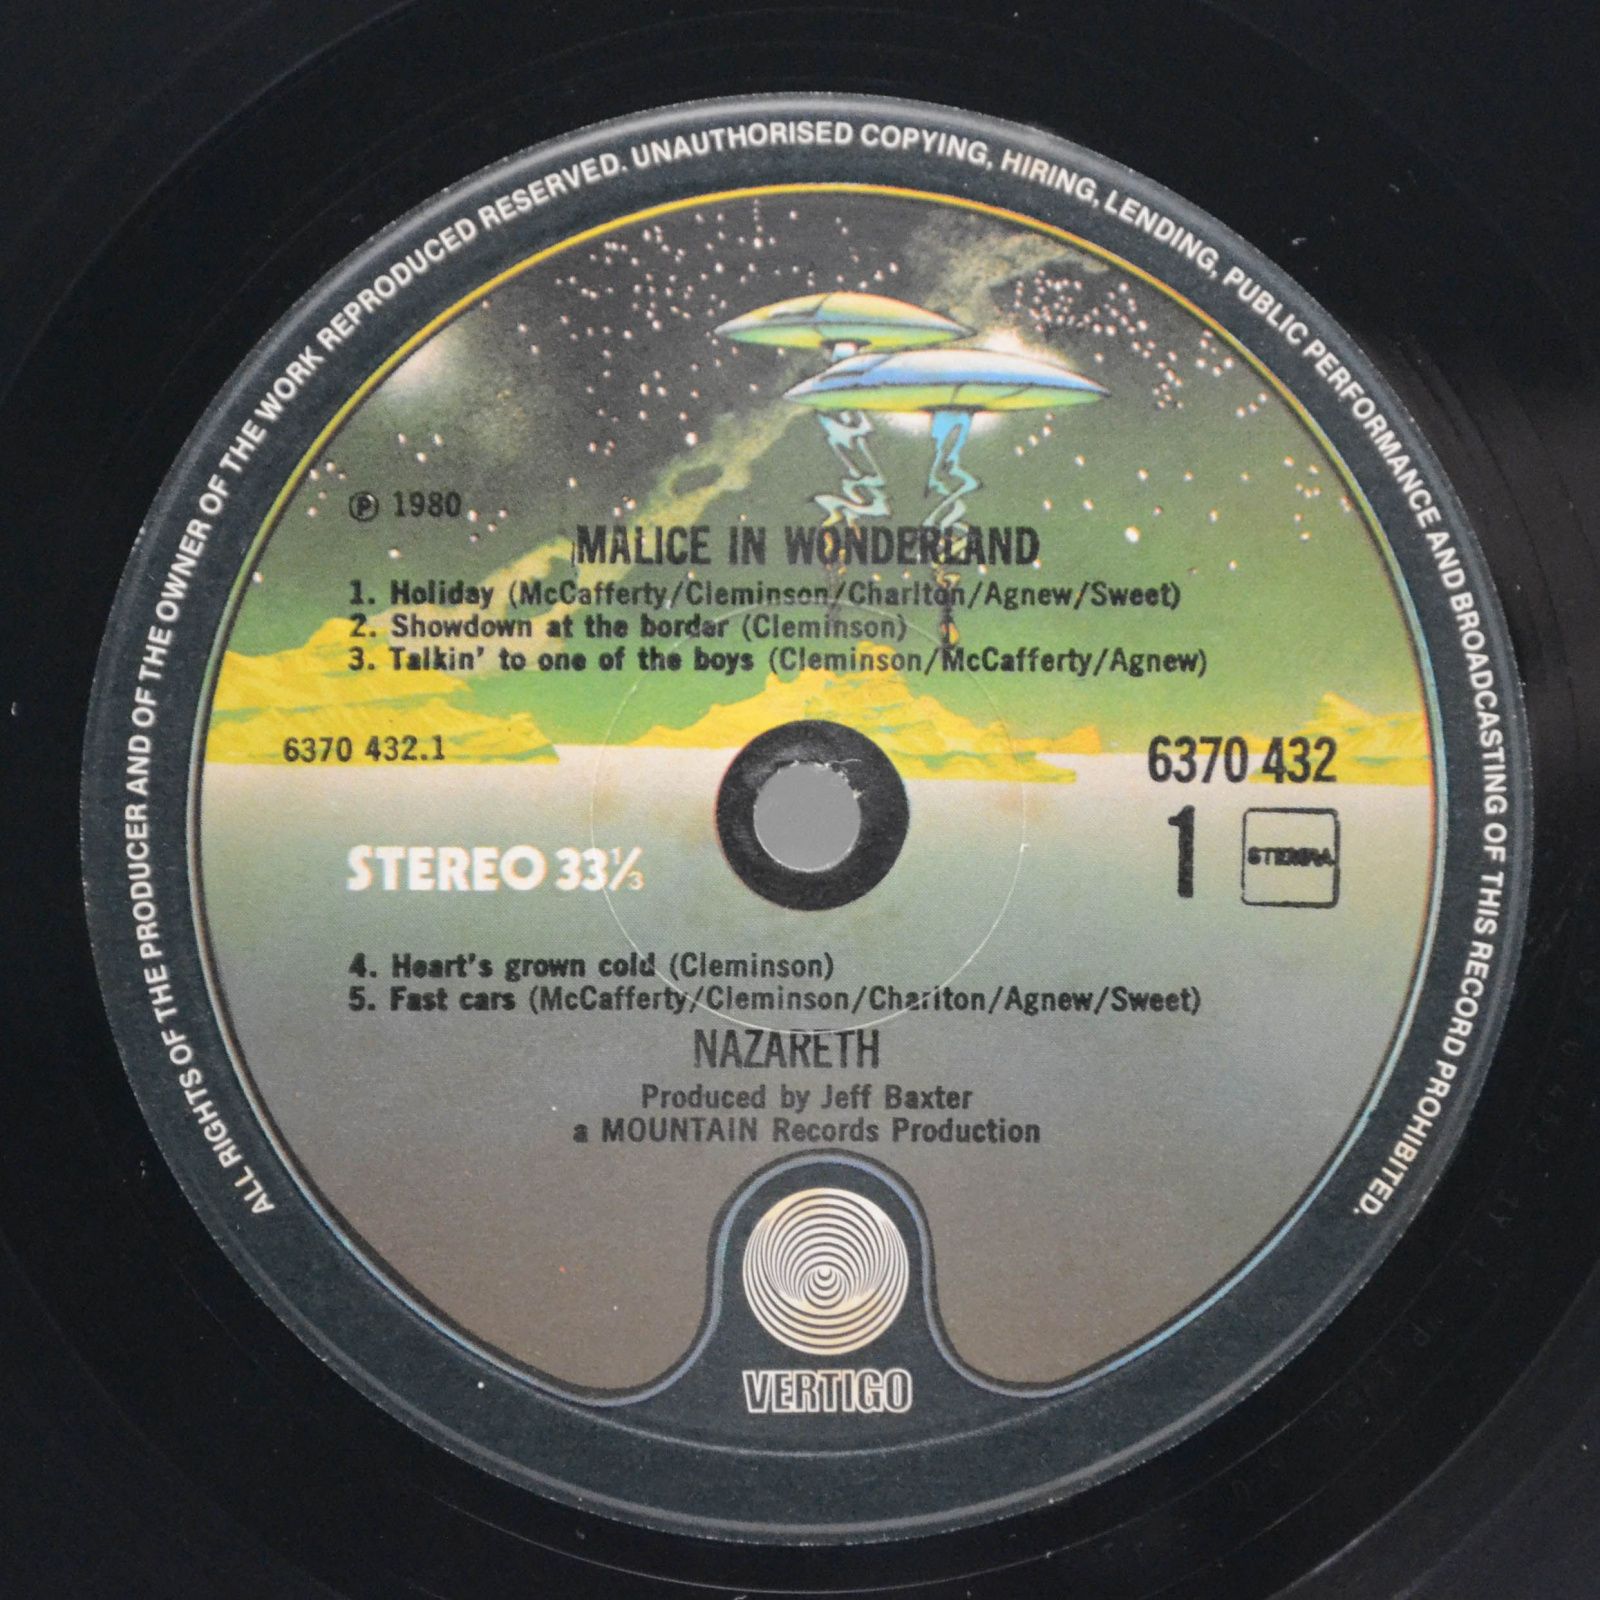 ALL RIGHTS OF THE PRODUCER AND OF THE OWNER OF THE WORK REPRODUCED RESERVED. UNAUTHORISED COPYING, HIRING, LENDING, PUBLIC PERFORMANCE AND BROADCASTING OF THIS RECORD PROHIBITED.
℗ 1980
MALICE IN WONDERLAND
1. Holiday (McCafferty/Cleminson/Charlton/Agnew/Sweet)
2. Showdown at the border (Cleminson)
3. Talkin' to one of the boys (Cleminson/McCafferty/Agnew)
6370 432.1
6370 432
1
STEMRA
STEREO 33⅓
4. Heart's grown cold (Cleminson)
5. Fast cars (McCafferty/Cleminson/Charlton/Agnew/Sweet)
NAZARETH
Produced by Jeff Baxter
a MOUNTAIN Records Production
VERTIGO